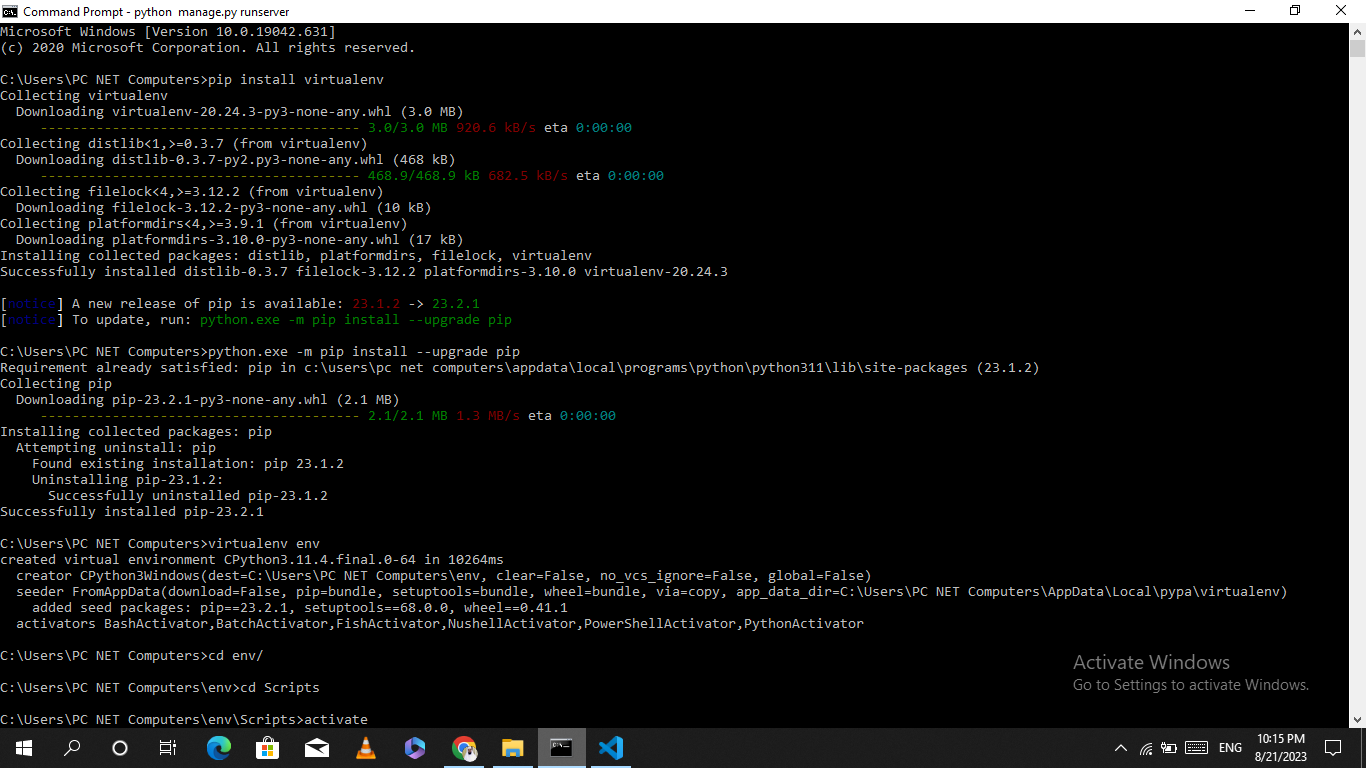 Command Prompt - python  manage.py runserver
Microsoft Windows [Version 10.0.19042.631]
(c) 2020 Microsoft Corporation. All rights reserved.
C:\Users\PC NET Computers>pip install virtualenv
Collecting virtualenv
  Downloading virtualenv-20.24.3-py3-none-any.whl (3.0 MB)
     ---------------------------------------- 3.0/3.0 MB 920.6 kB/s eta 0:00:00
Collecting distlib<1,>=0.3.7 (from virtualenv)
  Downloading distlib-0.3.7-py2.py3-none-any.whl (468 kB)
     ---------------------------------------- 468.9/468.9 kB 682.5 kB/s eta 0:00:00
Collecting filelock<4,>=3.12.2 (from virtualenv)
  Downloading filelock-3.12.2-py3-none-any.whl (10 kB)
Collecting platformdirs<4,>=3.9.1 (from virtualenv)
  Downloading platformdirs-3.10.0-py3-none-any.whl (17 kB)
Installing collected packages: distlib, platformdirs, filelock, virtualenv
Successfully installed distlib-0.3.7 filelock-3.12.2 platformdirs-3.10.0 virtualenv-20.24.3
[notice] A new release of pip is available: 23.1.2 -> 23.2.1
[notice] To update, run: python.exe -m pip install --upgrade pip
C:\Users\PC NET Computers>python.exe -m pip install --upgrade pip
Requirement already satisfied: pip in c:\users\pc net computers\appdata\local\programs\python\python311\lib\site-packages (23.1.2)
Collecting pip
  Downloading pip-23.2.1-py3-none-any.whl (2.1 MB)
     ---------------------------------------- 2.1/2.1 MB 1.3 MB/s eta 0:00:00
Installing collected packages: pip
  Attempting uninstall: pip
    Found existing installation: pip 23.1.2
    Uninstalling pip-23.1.2:
      Successfully uninstalled pip-23.1.2
Successfully installed pip-23.2.1
C:\Users\PC NET Computers>virtualenv env
created virtual environment CPython3.11.4.final.0-64 in 10264ms
  creator CPython3Windows(dest=C:\Users\PC NET Computers\env, clear=False, no_vcs_ignore=False, global=False)
  seeder FromAppData(download=False, pip=bundle, setuptools=bundle, wheel=bundle, via=copy, app_data_dir=C:\Users\PC NET Computers\AppData\Local\pypa\virtualenv)
    added seed packages: pip==23.2.1, setuptools==68.0.0, wheel==0.41.1
  activators BashActivator,BatchActivator,FishActivator,NushellActivator,PowerShellActivator,PythonActivator
C:\Users\PC NET Computers>cd env/
C:\Users\PC NET Computers\env>cd Scripts
C:\Users\PC NET Computers\env\Scripts>activate
Activate Windows
Go to Settings to activate Windows.
ENG
10:15 PM
8/21/2023